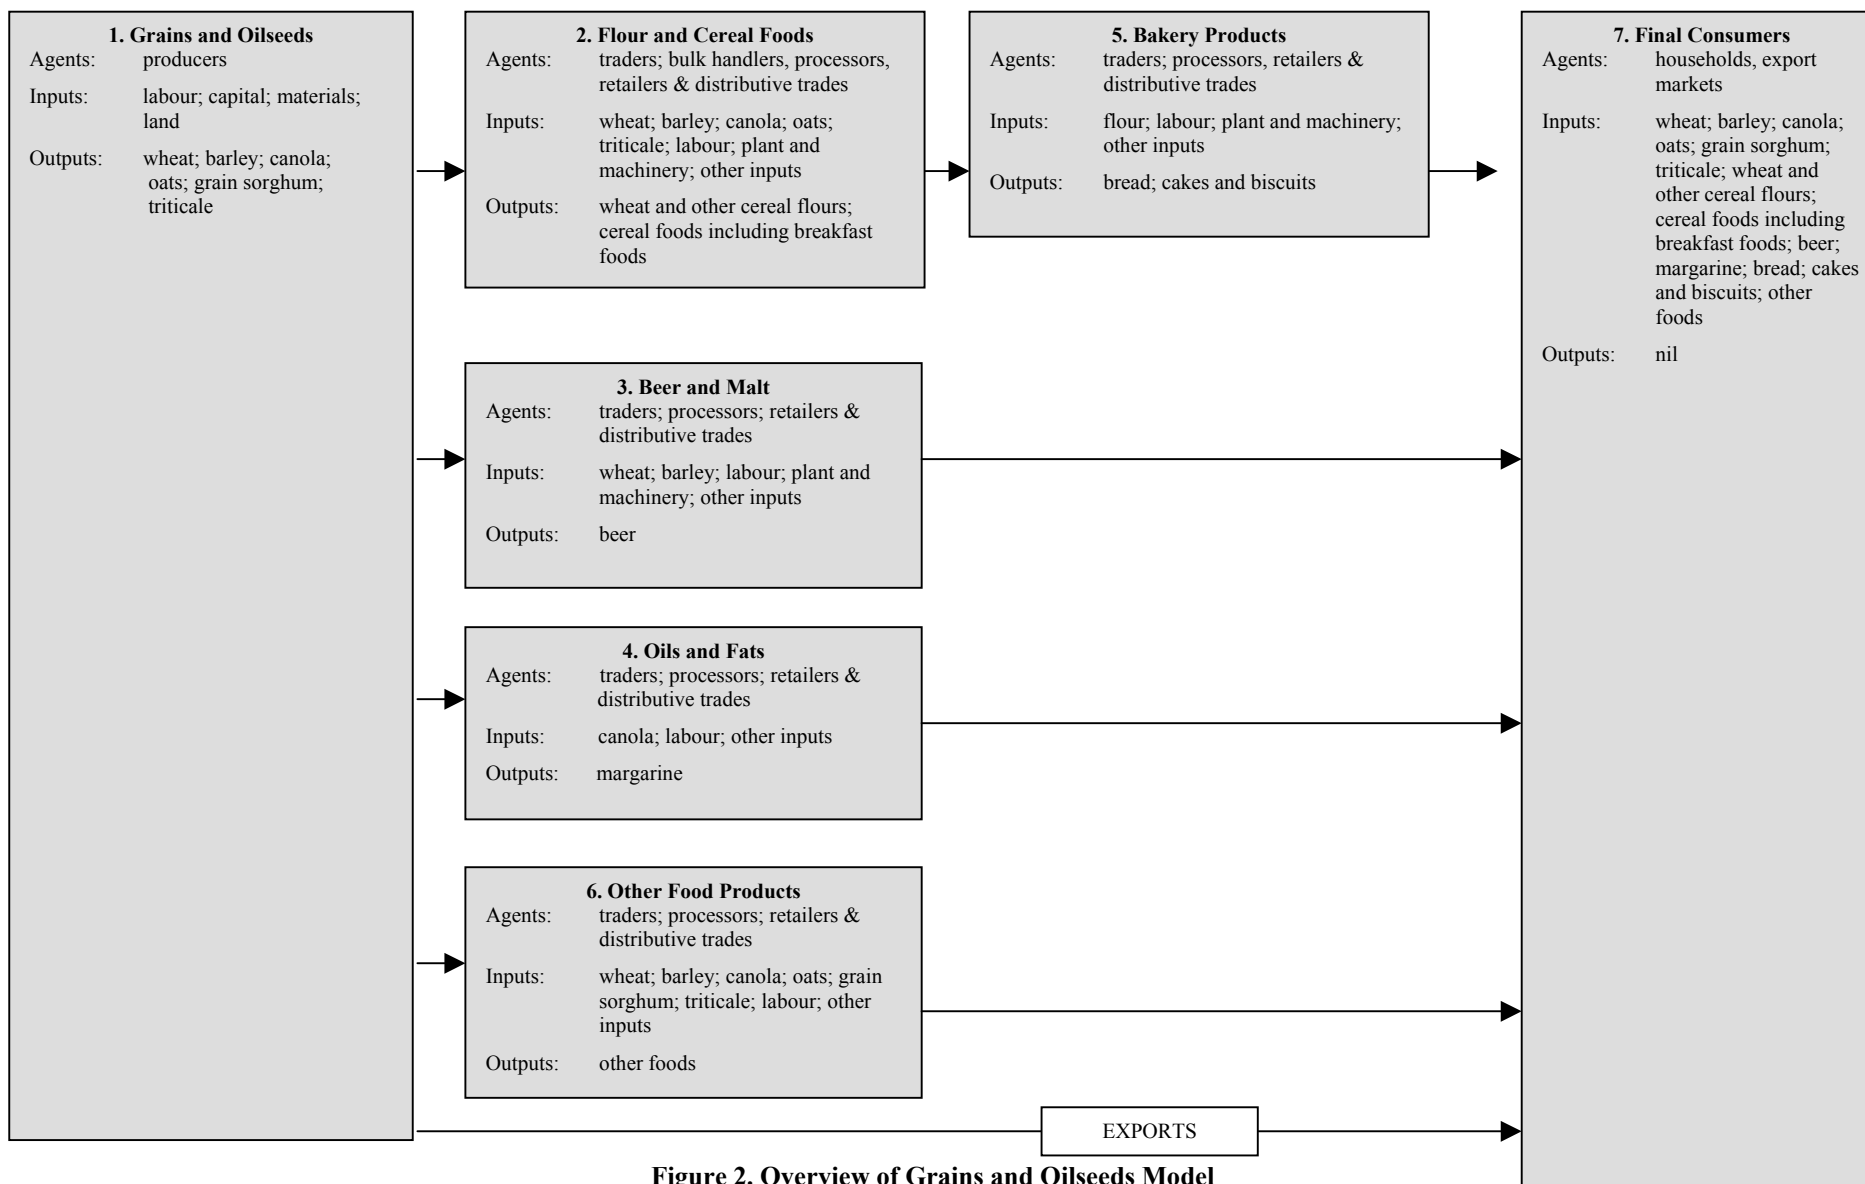 1. Grains and Oilseeds
Agents: producers
Inputs: labour; capital; materials;
land
Outputs: wheat; barley; canola;
oats; grain sorghum;
triticale
2. Flour and Cereal Foods
Agents: traders; bulk handlers, processors,
retailers & distributive trades
Inputs: wheat; barley; canola; oats;
triticale; labour; plant and
machinery; other inputs
Outputs: wheat and other cereal flours;
cereal foods including breakfast
foods
5. Bakery Products
Agents: traders; processors, retailers &
distributive trades
Inputs: flour; labour; plant and machinery;
other inputs
Outputs: bread; cakes and biscuits
7. Final Consumers
Agents: households, export
markets
Inputs: wheat; barley; canola;
oats; grain sorghum;
triticale; wheat and
other cereal flours;
cereal foods including
breakfast foods; beer;
margarine; bread; cakes
and biscuits; other
foods
Outputs: nil
3. Beer and Malt
Agents: traders; processors; retailers &
distributive trades
Inputs: wheat; barley; labour; plant and
machinery; other inputs
Outputs: beer
4. Oils and Fats
Agents: traders; processors; retailers &
distributive trades
Inputs: canola; labour; other inputs
Outputs: margarine
6. Other Food Products
Agents: traders; processors; retailers &
distributive trades
Inputs: wheat; barley; canola; oats; grain
sorghum; triticale; labour; other
inputs
Outputs: other foods
EXPORTS
Figure 2. Overview of Grains and Oilseeds Model